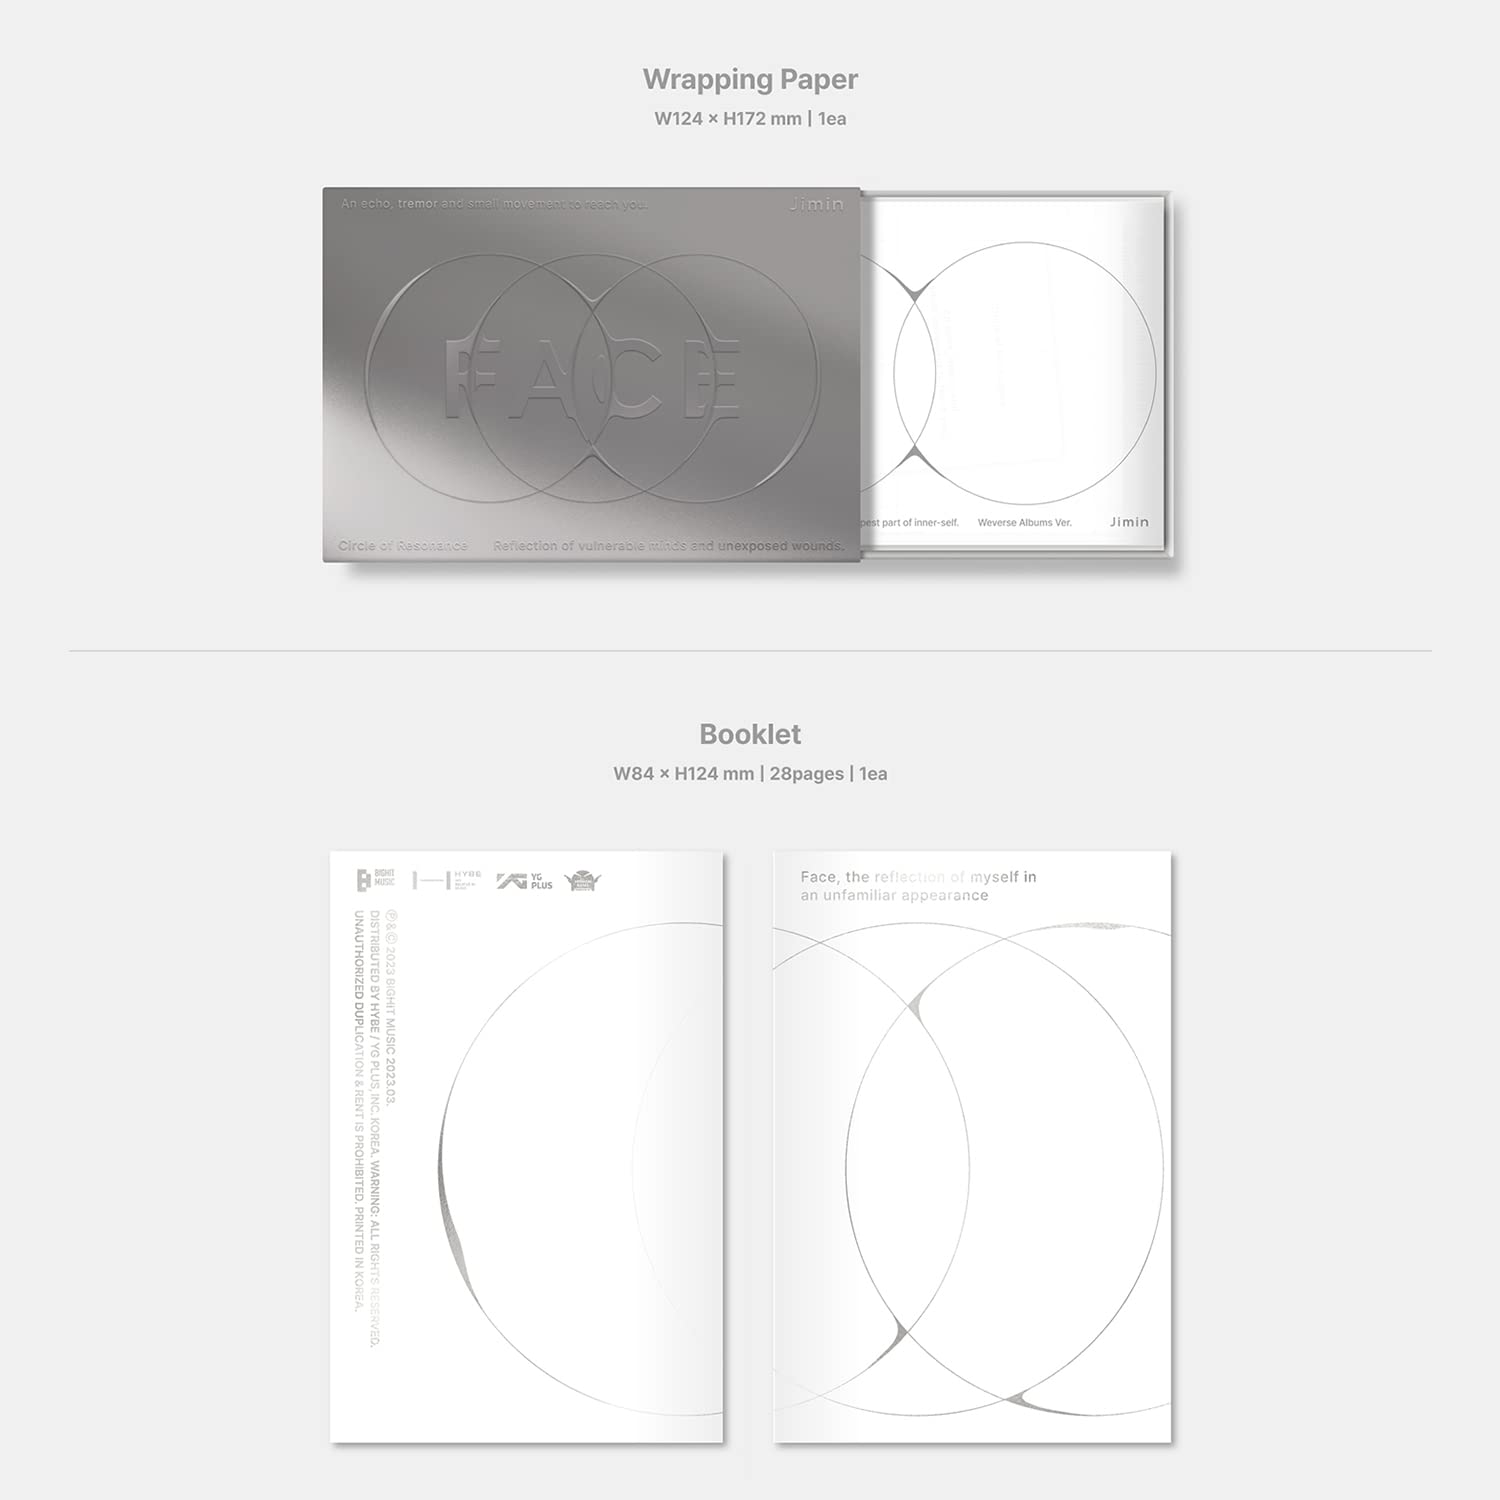 Wrapping Paper
W124 × H172 mm | 1ea
An echo, tremor and small movement to reach you.
Jimin
FACE
Circle of Resonance
Reflection of vulnerable minds and unexposed wounds.
part of inner-self.
Weverse Albums Ver.
Jimin
Booklet
W84 × H124 mm | 28pages | 1ea
BIGHIT
MUSIC
HYBE
YG
PLUS
℗ & © 2023 BIGHIT MUSIC 2023.03.
DISTRIBUTED BY HYBE / YG PLUS, INC. KOREA. WARNING: ALL RIGHTS RESERVED.
UNAUTHORIZED DUPLICATION & RENT IS PROHIBITED. PRINTED IN KOREA.
Face, the reflection of myself in
an unfamiliar appearance